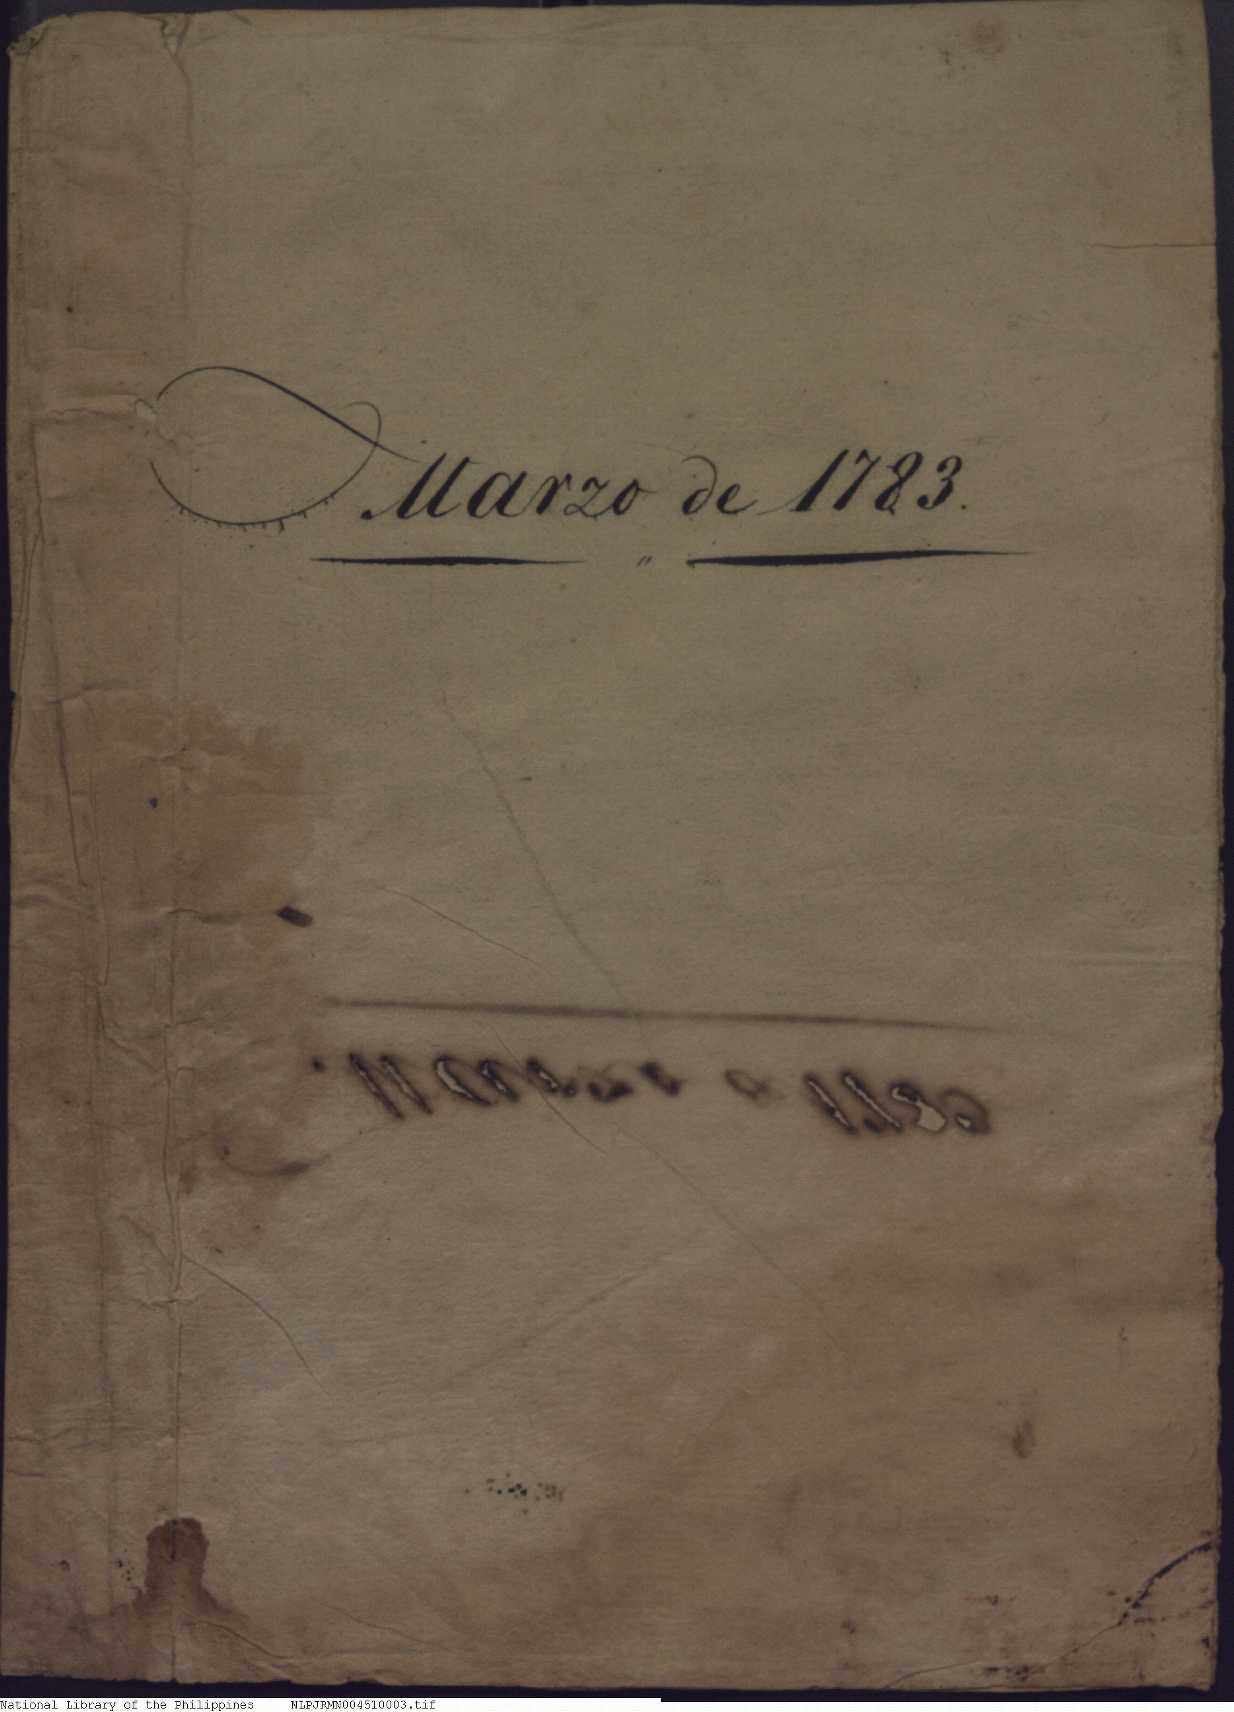 Marzo de 1783.
National Library of the Philippines NLPJRMN004510003.tif